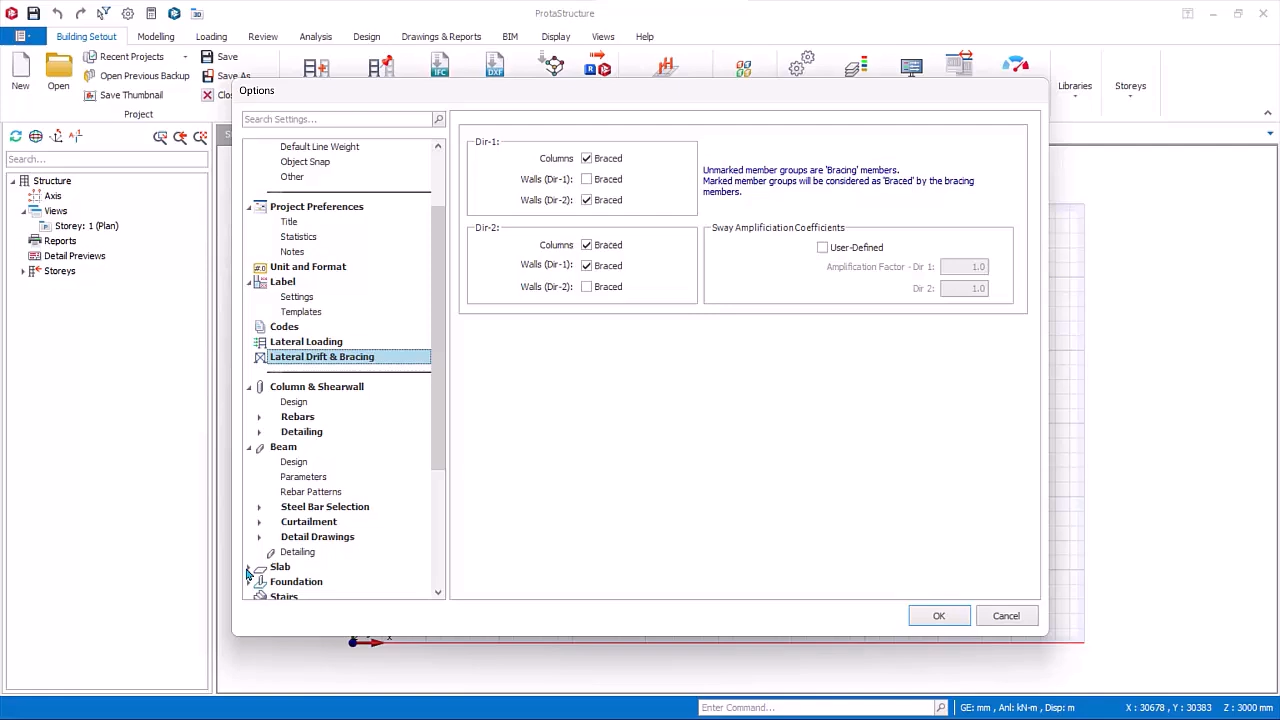 ProtaStructure
Building Setout
Modelling
Loading
Review
Analysis
Design
Drawings & Reports
BIM
Display
Views
Help
New
Open
Recent Projects
Open Previous Backup
Save Thumbnail
Save
Save As
Project
IFC
DXF
Libraries
Storeys
Search...
Structure
Axis
Views
Storey: 1 (Plan)
Reports
Detail Previews
Storeys
Options
Search Settings...
Default Line Weight
Object Snap
Other
Project Preferences
Title
Statistics
Notes
Unit and Format
Label
Settings
Templates
Codes
Lateral Loading
Lateral Drift & Bracing
Column & Shearwall
Design
Rebars
Detailing
Beam
Design
Parameters
Rebar Patterns
Steel Bar Selection
Curtailment
Detail Drawings
Detailing
Slab
Foundation
Stairs
Dir-1:
Columns Braced
Walls (Dir-1): Braced
Walls (Dir-2): Braced
Unmarked member groups are 'Bracing' members.
Marked member groups will be considered as 'Braced' by the bracing
members.
Dir-2:
Columns Braced
Walls (Dir-1): Braced
Walls (Dir-2): Braced
Sway Amplificiation Coefficients
User-Defined
Amplification Factor - Dir 1: 1.0
Dir 2: 1.0
OK
Cancel
Enter Command...
GE: mm , Anl: kN-m , Disp: m
X : 30678 , Y : 30383
Z : 3000 mm